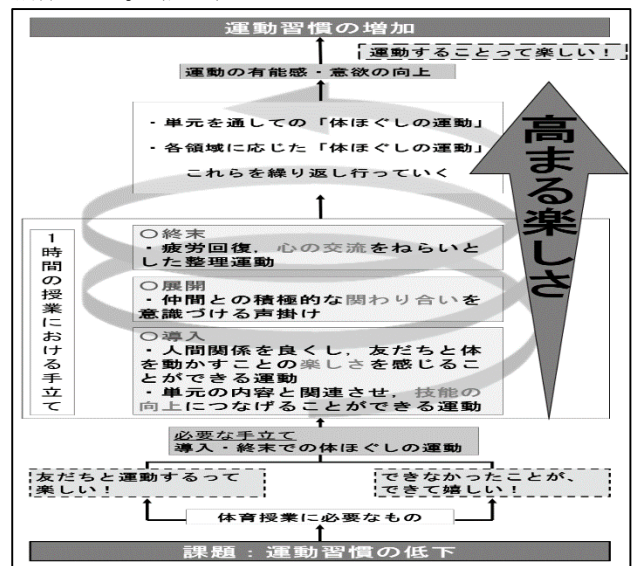 運動習慣の増加
運動することって楽しい！
運動の有能感・意欲の向上
・単元を通しての「体ほぐしの運動」
・各領域に応じた「体ほぐしの運動」
これらを繰り返し行っていく
高まる楽しさ
1時間の授業における手立て
○終末
・疲労回復，心の交流をねらいと
した整理運動
○展開
・仲間との積極的な関わり合いを
意識づける声掛け
○導入
・人間関係を良くし，友だちと体
を動かすことの楽しさを感じるこ
とができる運動
・単元の内容と関連させ，技能の
向上につなげることができる運動
必要な手立て
導入・終末での体ほぐしの運動
友だちと運動するって
楽しい！
できなかったことが、
できて嬉しい！
体育授業に必要なもの
課題：運動習慣の低下